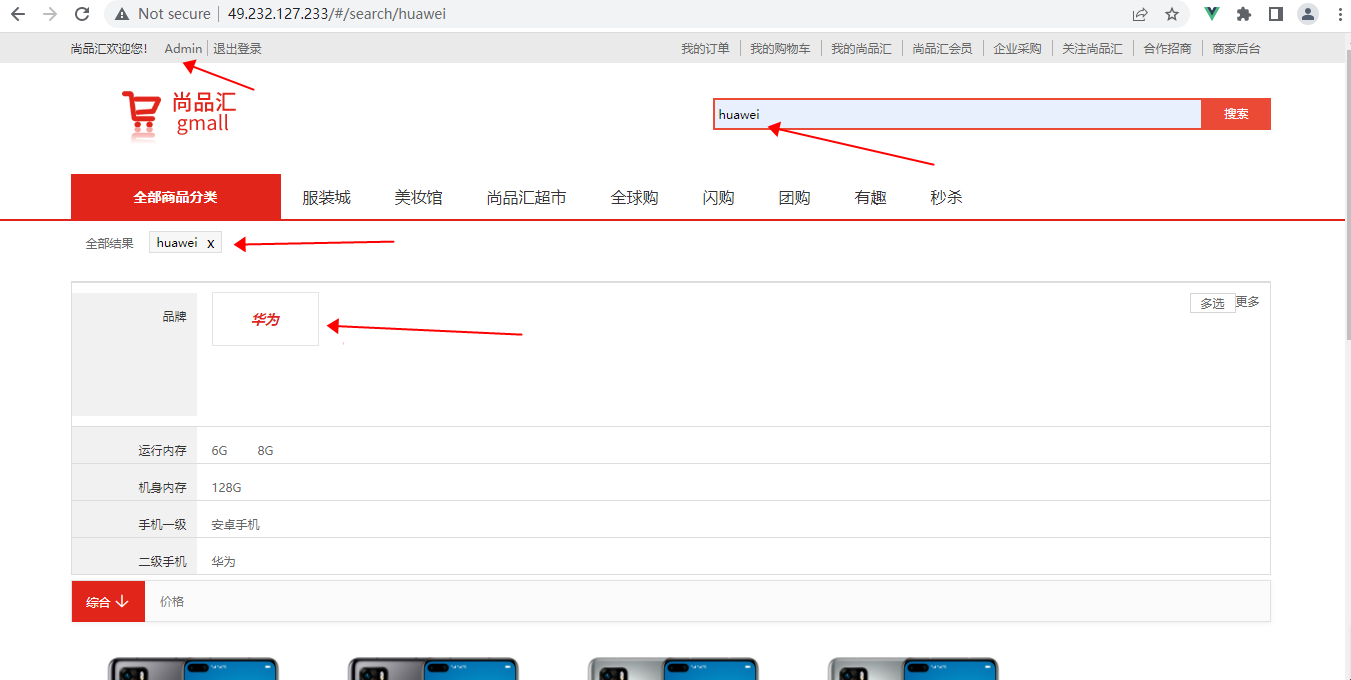 Not secure | 49.232.127.233/#/search/huawei
尚品汇欢迎您! Admin 退出登录 我的订单 我的购物车 我的尚品汇 尚品汇会员 企业采购 关注尚品汇 合作招商 商家后台
尚品汇
gmall
huawei 搜索
全部商品分类 服装城 美妆馆 尚品汇超市 全球购 闪购 团购 有趣 秒杀
全部结果 huawei x
品牌 华为 多选 更多
运行内存 6G 8G
机身内存 128G
手机一级 安卓手机
二级手机 华为
综合 ↓ 价格